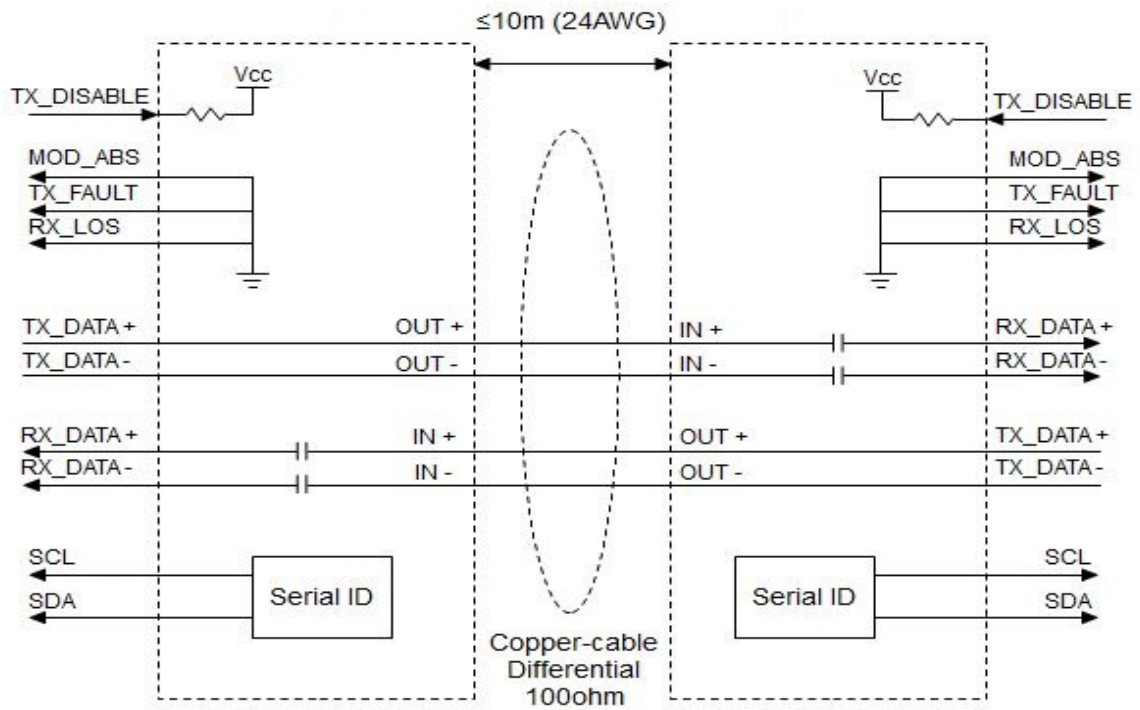 ≤10m (24AWG)
Vcc
Vcc
TX_DISABLE
TX_DISABLE
MOD_ABS
MOD_ABS
TX_FAULT
TX_FAULT
RX_LOS
RX_LOS
TX_DATA+
OUT +
IN +
RX_DATA+
TX_DATA-
OUT -
IN -
RX_DATA-
RX_DATA+
IN +
OUT +
TX_DATA+
RX_DATA-
IN -
OUT -
TX_DATA-
SCL
SCL
Serial ID
Serial ID
SDA
SDA
Copper-cable
Differential
100ohm